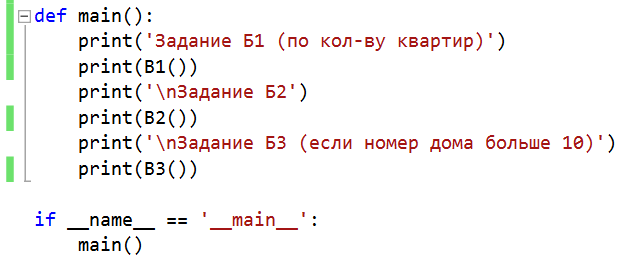 def main():
    print('Задание Б1 (по кол-ву квартир)')
    print(B1())
    print('\nЗадание Б2')
    print(B2())
    print('\nЗадание Б3 (если номер дома больше 10)')
    print(B3())
if __name__ == '__main__':
    main()